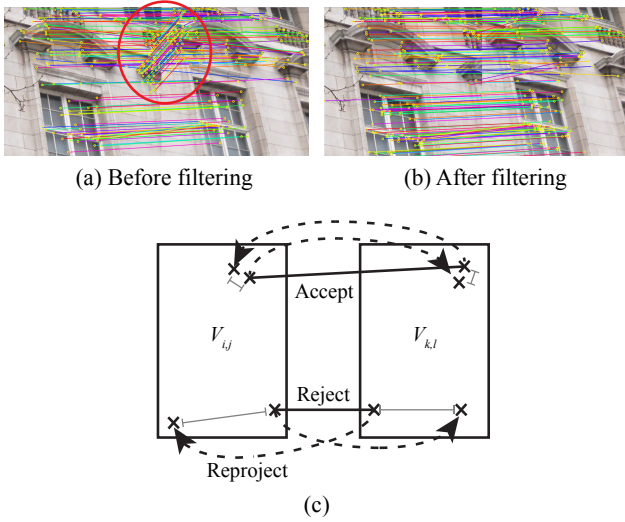 (a) Before filtering
(b) After filtering
Accept
V_{i,j}
V_{k,l}
Reject
Reproject
(c)